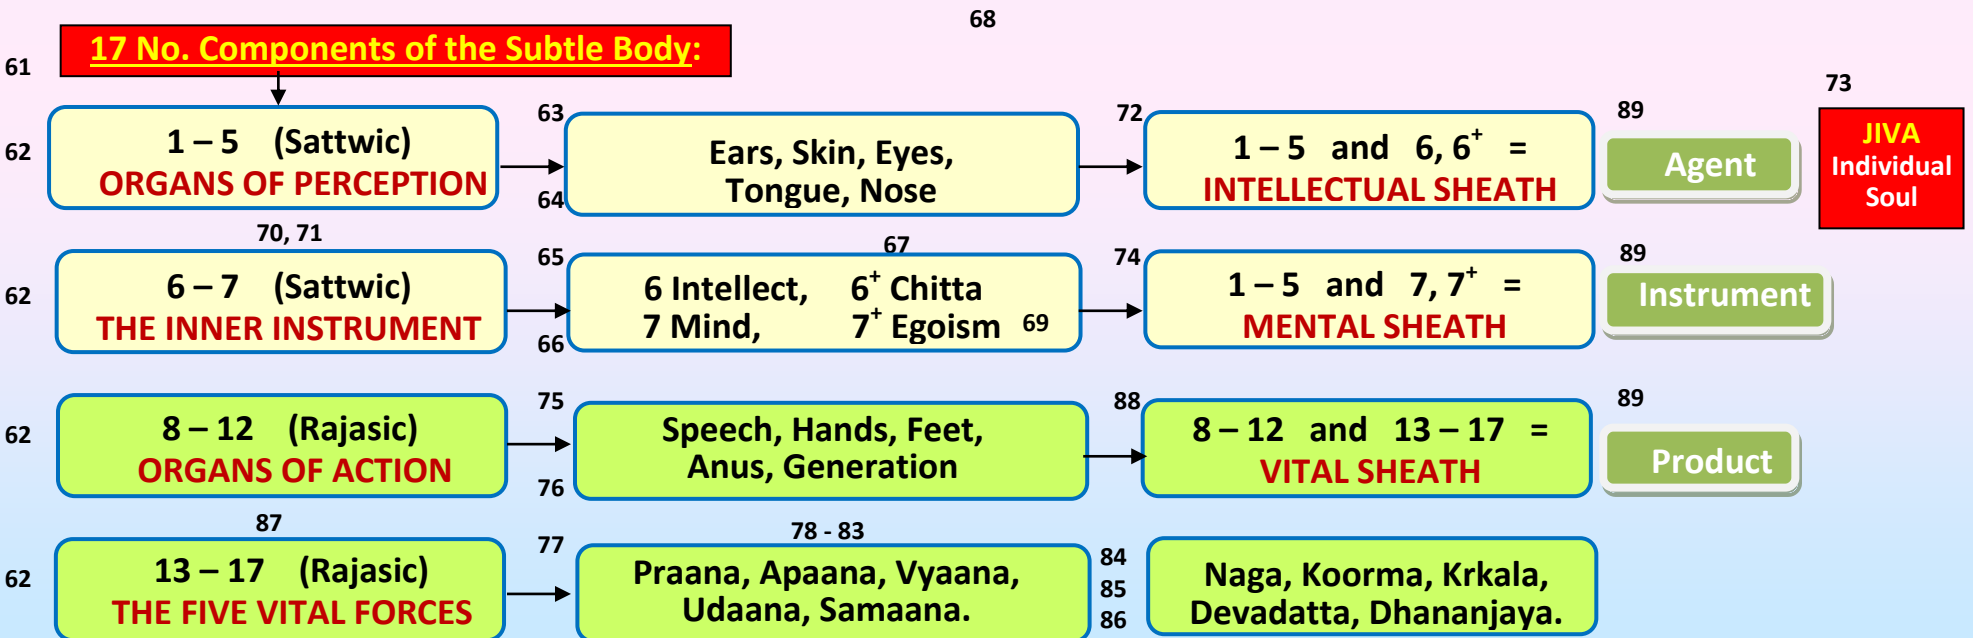 68
17 No. Components of the Subtle Body:
61
73
63
72
89
62
1 – 5 (Sattwic)
ORGANS OF PERCEPTION
Ears, Skin, Eyes,
Tongue, Nose
64
1 – 5 and 6, 6⁺ =
INTELLECTUAL SHEATH
Agent
JIVA
Individual
Soul
70, 71
67
65
74
89
62
6 – 7 (Sattwic)
THE INNER INSTRUMENT
6 Intellect, 6⁺ Chitta
7 Mind, 7⁺ Egoism 69
66
1 – 5 and 7, 7⁺ =
MENTAL SHEATH
Instrument
75
88
89
62
8 – 12 (Rajasic)
ORGANS OF ACTION
Speech, Hands, Feet,
Anus, Generation
76
8 – 12 and 13 – 17 =
VITAL SHEATH
Product
87
78 - 83
77
62
13 – 17 (Rajasic)
THE FIVE VITAL FORCES
Praana, Apaana, Vyaana,
Udaana, Samaana.
84
85
86
Naga, Koorma, Krkala,
Devadatta, Dhananjaya.